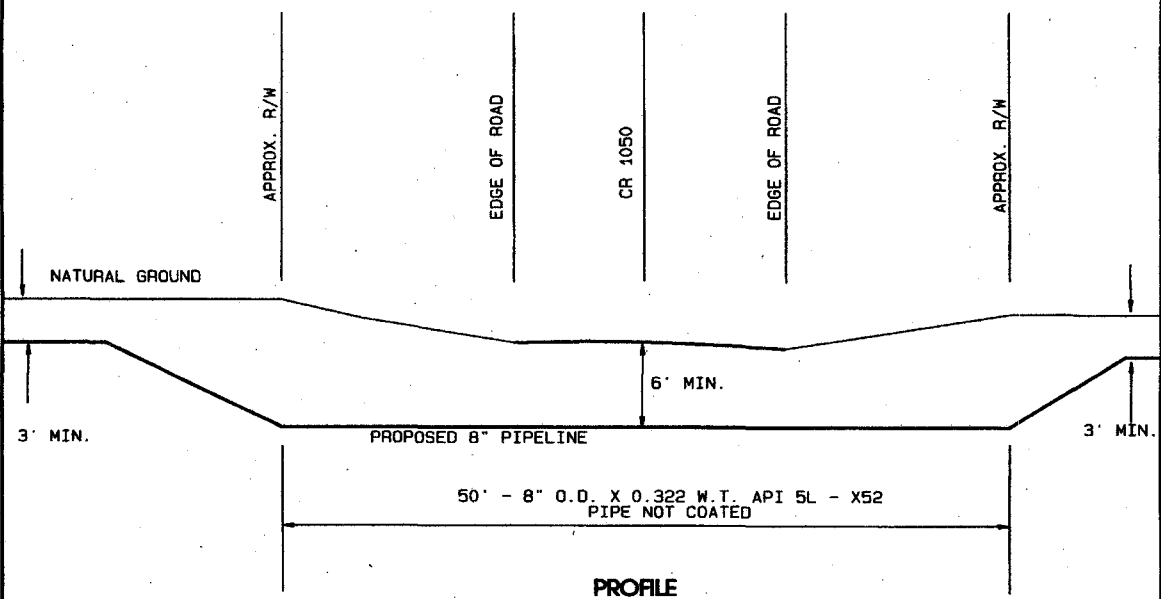 APPROX. R/W
EDGE OF ROAD
CR 1050
EDGE OF ROAD
APPROX. R/W
NATURAL GROUND
6' MIN.
3' MIN.
PROPOSED 8" PIPELINE
3' MIN.
50' - 8" O.D. X 0.322 W.T. API 5L - X52
PIPE NOT COATED
PROFILE